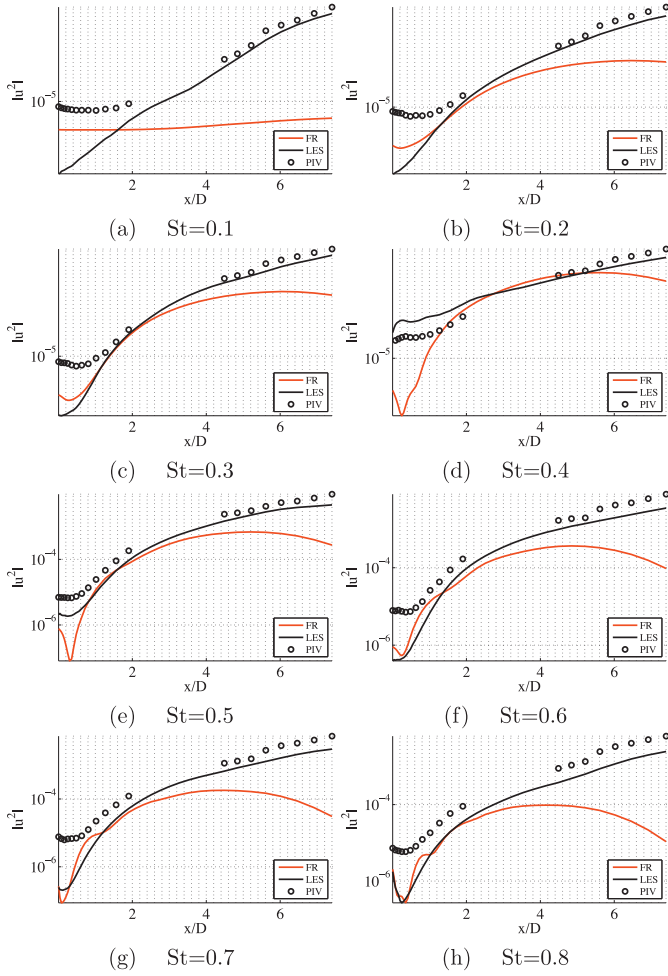 |u²|
10⁻⁵
FR
LES
PIV
2 4 6
x/D
(a) St=0.1
|u²|
10⁻⁵
FR
LES
PIV
2 4 6
x/D
(b) St=0.2
|u²|
10⁻⁵
FR
LES
PIV
2 4 6
x/D
(c) St=0.3
|u²|
10⁻⁵
FR
LES
PIV
2 4 6
x/D
(d) St=0.4
|u²|
10⁻⁴
10⁻⁶
FR
LES
PIV
2 4 6
x/D
(e) St=0.5
|u²|
10⁻⁴
10⁻⁶
FR
LES
PIV
2 4 6
x/D
(f) St=0.6
|u²|
10⁻⁴
10⁻⁶
FR
LES
PIV
2 4 6
x/D
(g) St=0.7
|u²|
10⁻⁴
10⁻⁶
FR
LES
PIV
2 4 6
x/D
(h) St=0.8